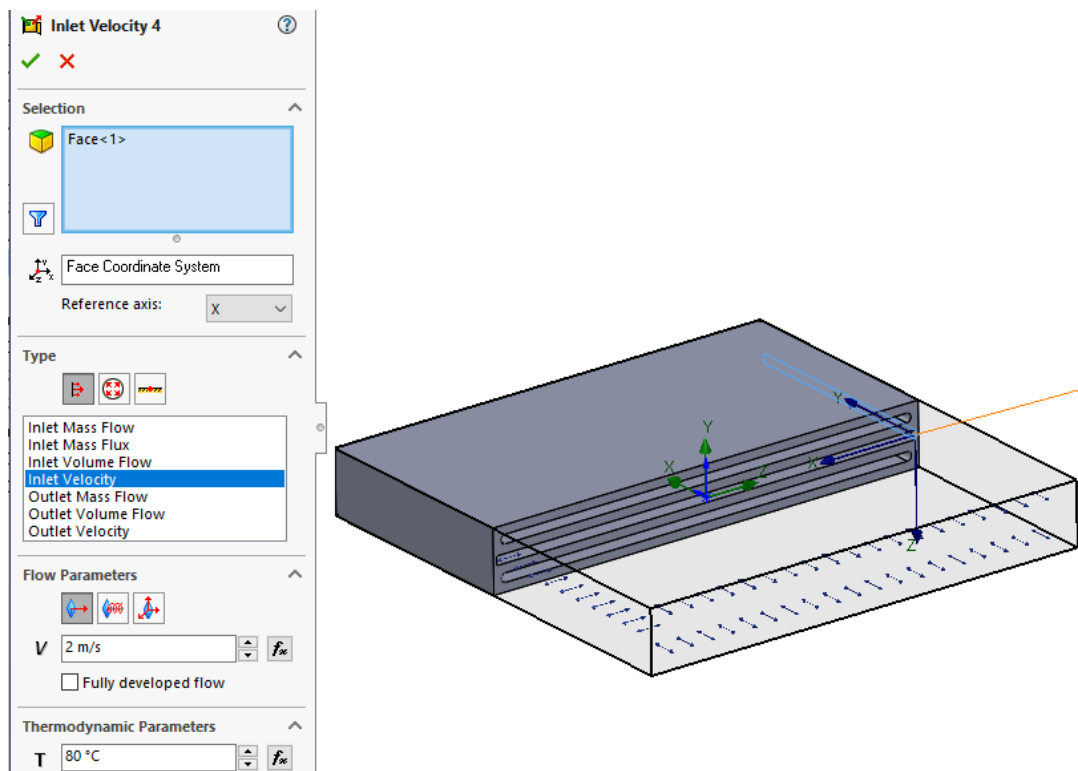 Inlet Velocity 4
?
Selection
Face<1>
Face Coordinate System
Reference axis: X
Type
Inlet Mass Flow
Inlet Mass Flux
Inlet Volume Flow
Inlet Velocity
Outlet Mass Flow
Outlet Volume Flow
Outlet Velocity
Flow Parameters
V 2 m/s fx
Fully developed flow
Thermodynamic Parameters
T 80 °C fx
Y
X
Z
Y
X
Z